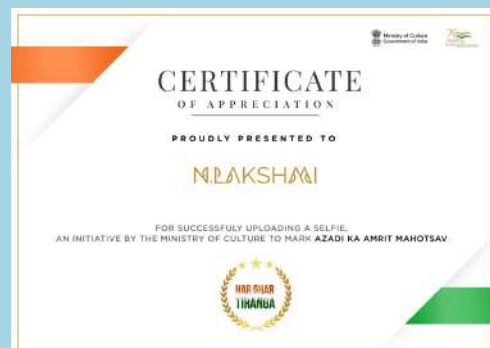 Ministry of Culture
Government of India
CERTIFICATE
OF APPRECIATION
PROUDLY PRESENTED TO
N.LAKSHMI
FOR SUCCESSFULY UPLOADING A SELFIE,
AN INITIATIVE BY THE MINISTRY OF CULTURE TO MARK AZADI KA AMRIT MAHOTSAV
HAR GHAR
TIRANGA